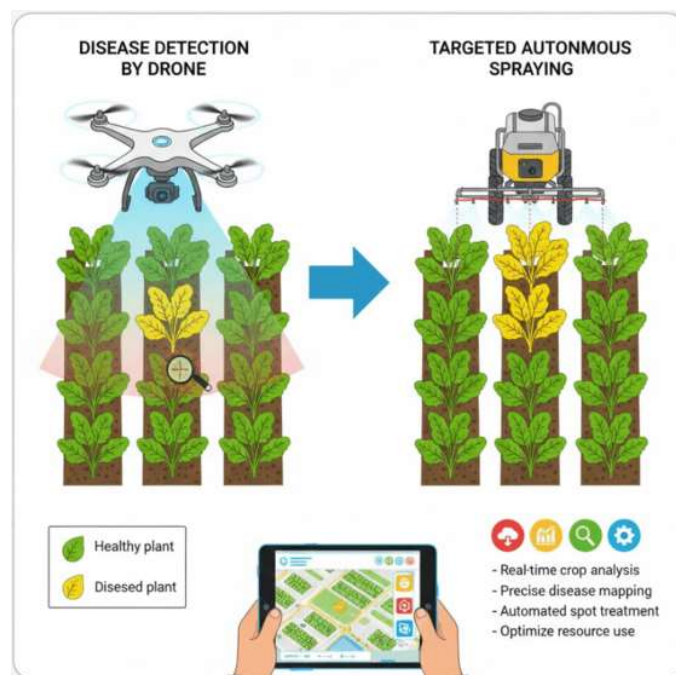 DISEASE DETECTION
BY DRONE
TARGETED AUTONMOUS
SPRAYING
Healthy plant
Disesed plant
- Real-time crop analysis
- Precise disease mapping
- Automated spot treatment
- Optimize resource use